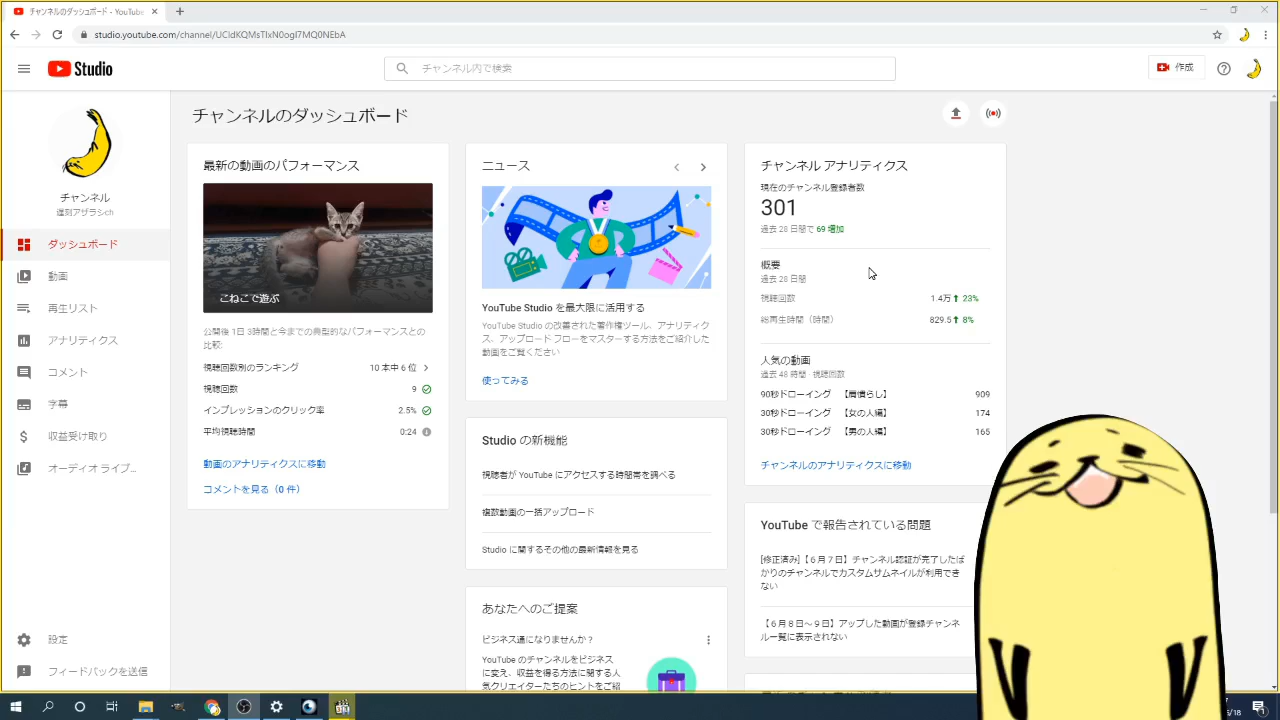 チャンネルのダッシュボード - YouTube
studio.youtube.com/channel/UCidKQMsTlxN0ogI7MQ0NEbA
Studio
チャンネル内で検索
作成
チャンネル
遅刻アザラシch
ダッシュボード
動画
再生リスト
アナリティクス
コメント
字幕
収益受け取り
オーディオ ライブ...
設定
フィードバックを送信
チャンネルのダッシュボード
最新の動画のパフォーマンス
こねこで遊ぶ
公開後 1日 3時間と今までの典型的なパフォーマンスとの
比較:
視聴回数別のランキング 10 本中 6 位
視聴回数 9
インプレッションのクリック率 2.5%
平均視聴時間 0:24
動画のアナリティクスに移動
コメントを見る（0 件）
ニュース
YouTube Studio を最大限に活用する
YouTube Studio の改善された著作権ツール、アナリティク
ス、アップロード フローをマスターする方法をご紹介した
動画をご覧ください
使ってみる
Studio の新機能
視聴者が YouTube にアクセスする時間帯を調べる
複数動画の一括アップロード
Studio に関するその他の最新情報を見る
あなたへのご提案
ビジネス通になりませんか？
YouTube のチャンネルをビジネス
に変え、収益を得る方法に関する人
気クリエイターたちのヒントをご紹
チャンネル アナリティクス
現在のチャンネル登録者数
301
過去 28 日間で 69 増加
概要
過去 28 日間
視聴回数 1.4万 23%
総再生時間（時間） 829.5 8%
人気の動画
過去 48 時間 · 視聴回数
90秒ドローイング 【肩慣らし】 909
30秒ドローイング 【女の人編】 174
30秒ドローイング 【男の人編】 165
チャンネルのアナリティクスに移動
YouTube で報告されている問題
[修正済み]【６月７日】チャンネル認証が完了したば
かりのチャンネルでカスタムサムネイルが利用でき
ない
【６月８日～９日】アップした動画が登録チャンネ
ル一覧に表示されない